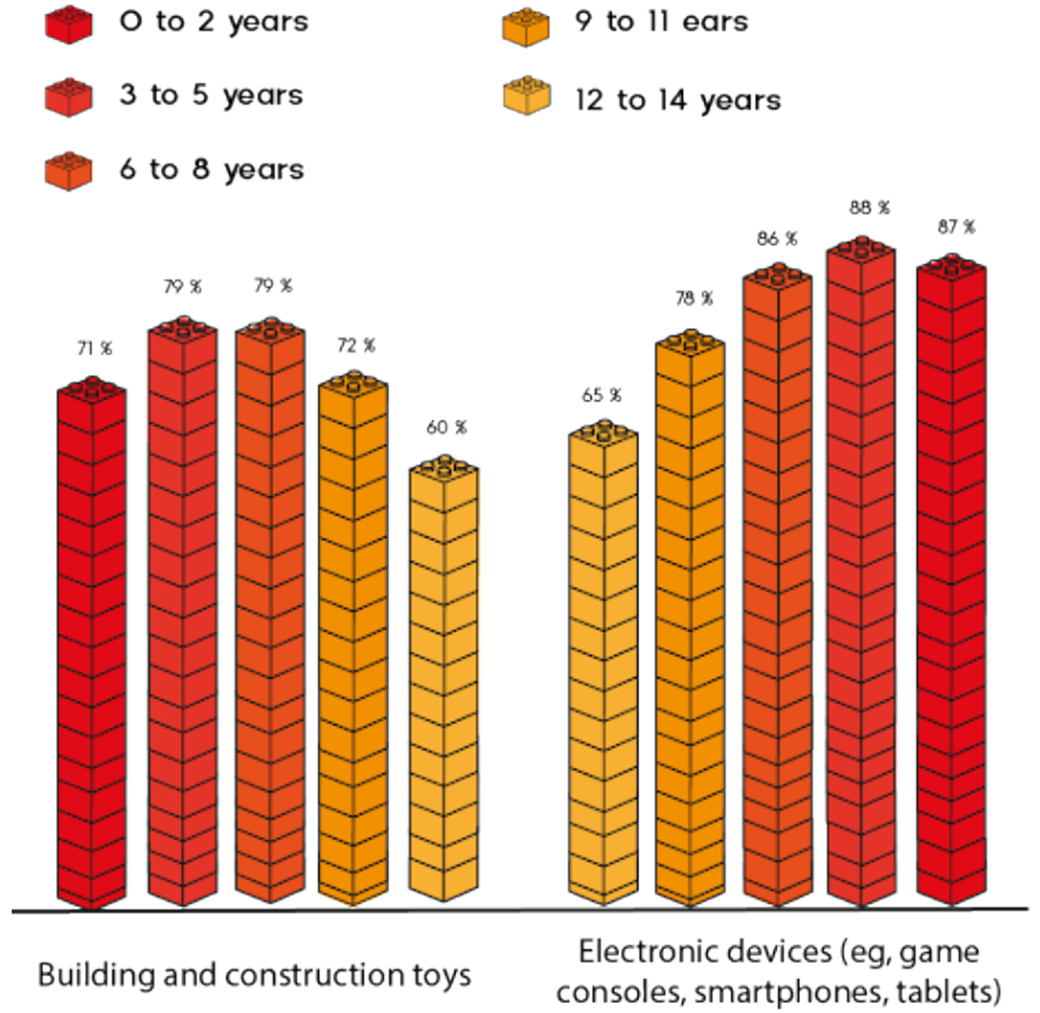 0 to 2 years
3 to 5 years
6 to 8 years
9 to 11 ears
12 to 14 years
71 %
79 %
79 %
72 %
60 %
65 %
78 %
86 %
88 %
87 %
Building and construction toys
Electronic devices (eg, game
consoles, smartphones, tablets)